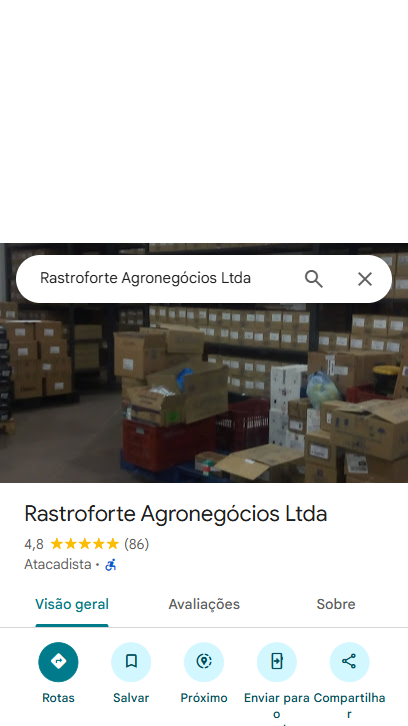 Rastroforte Agronegócios Ltda
Rastroforte Agronegócios Ltda
4,8 (86)
Atacadista ·
Visão geral Avaliações Sobre
Rotas Salvar Próximo Enviar para Compartilha
o r